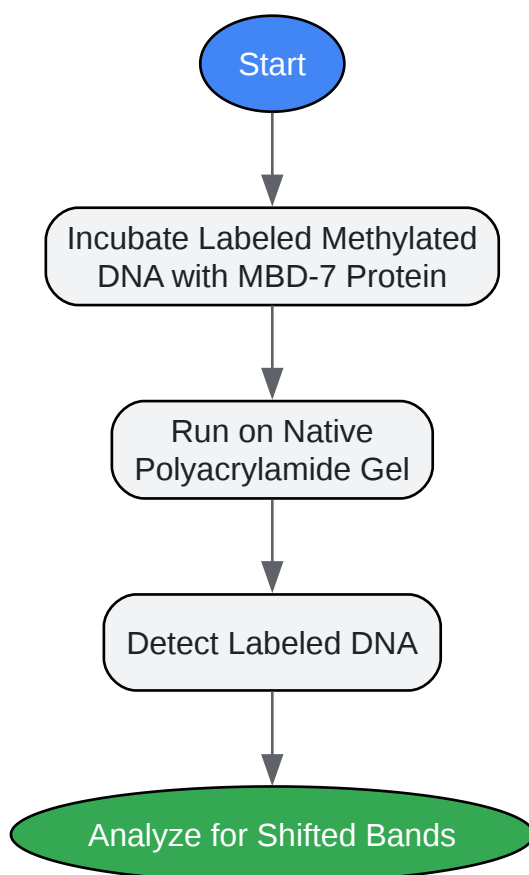 Start
Incubate Labeled Methylated
DNA with MBD-7 Protein
Run on Native
Polyacrylamide Gel
Detect Labeled DNA
Analyze for Shifted Bands